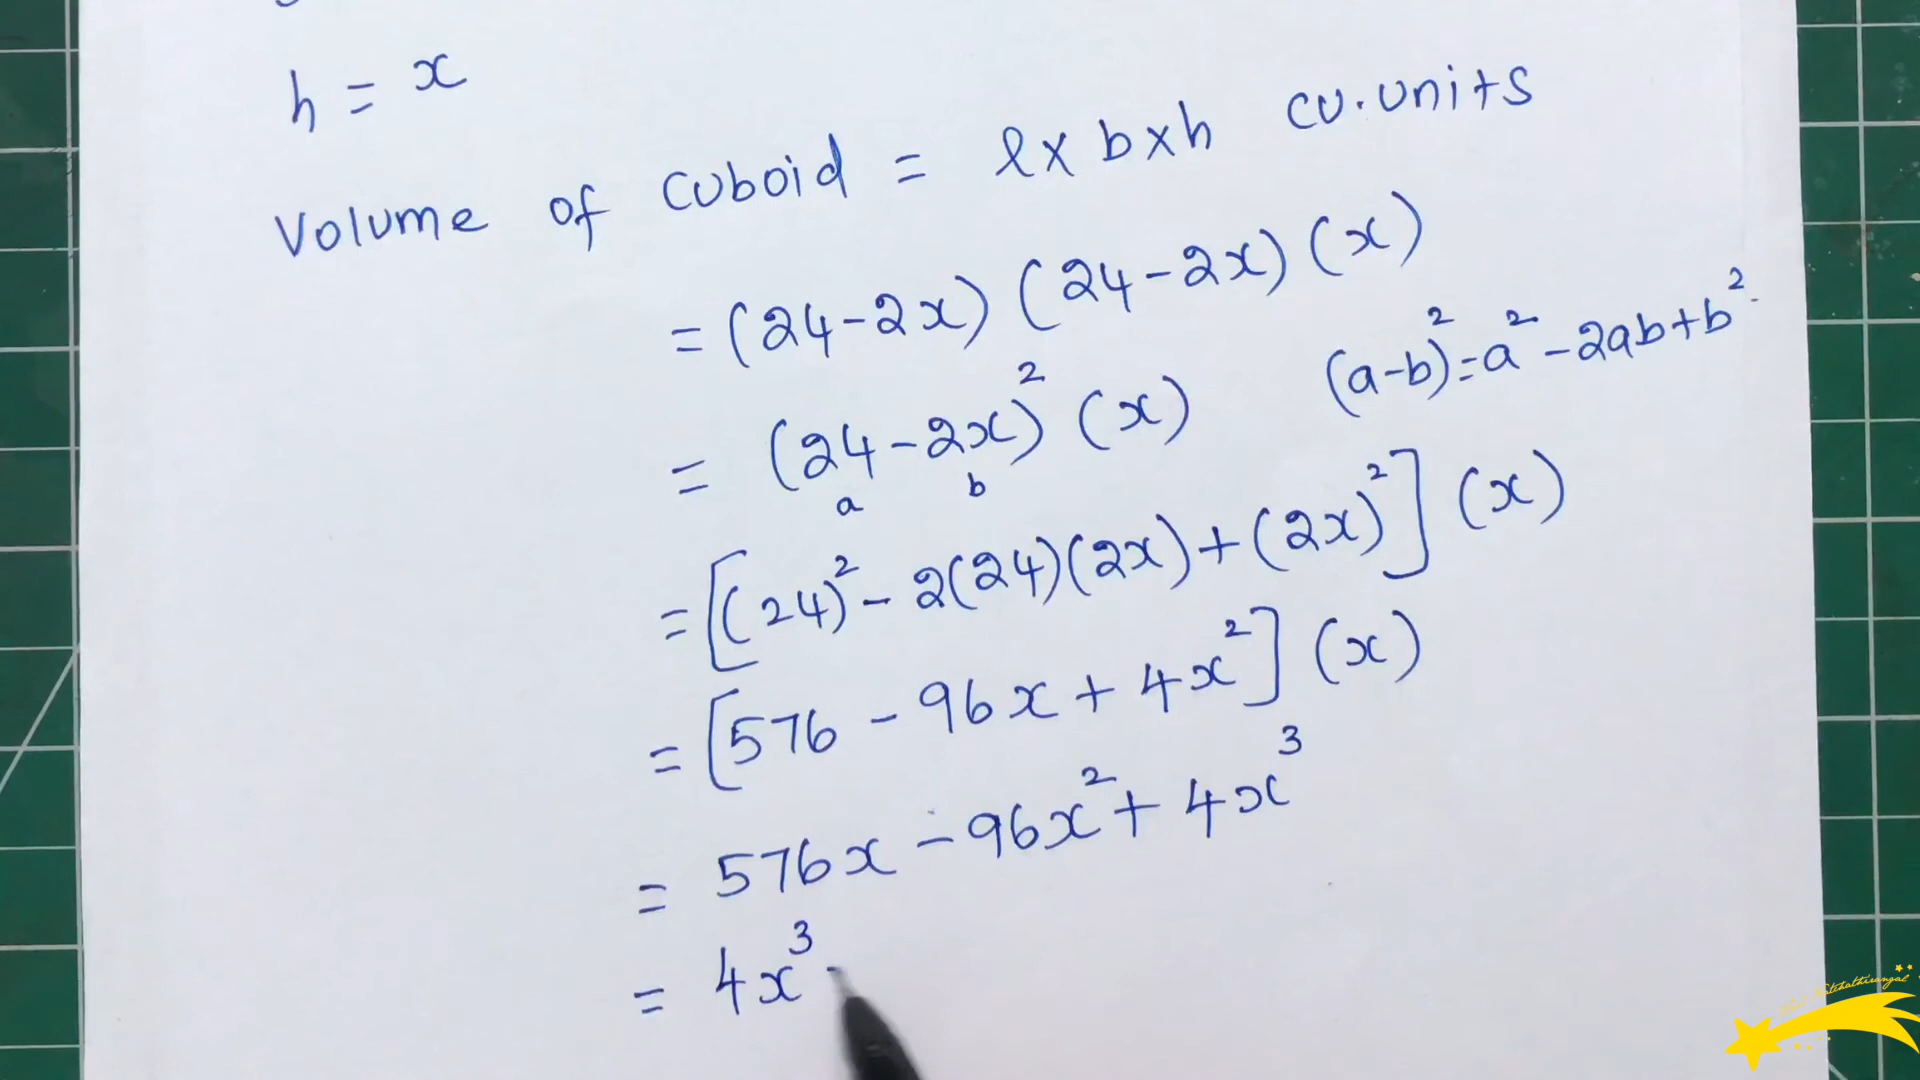 h = x
Volume of cuboid = l × b × h cu.units
= (24-2x) (24-2x) (x)
= (24-2x)² (x)
(a-b)² = a² - 2ab + b²
a b
= [(24)² - 2(24)(2x) + (2x)²] (x)
= [576 - 96x + 4x²] (x)
= 576x - 96x² + 4x³
= 4x³ -